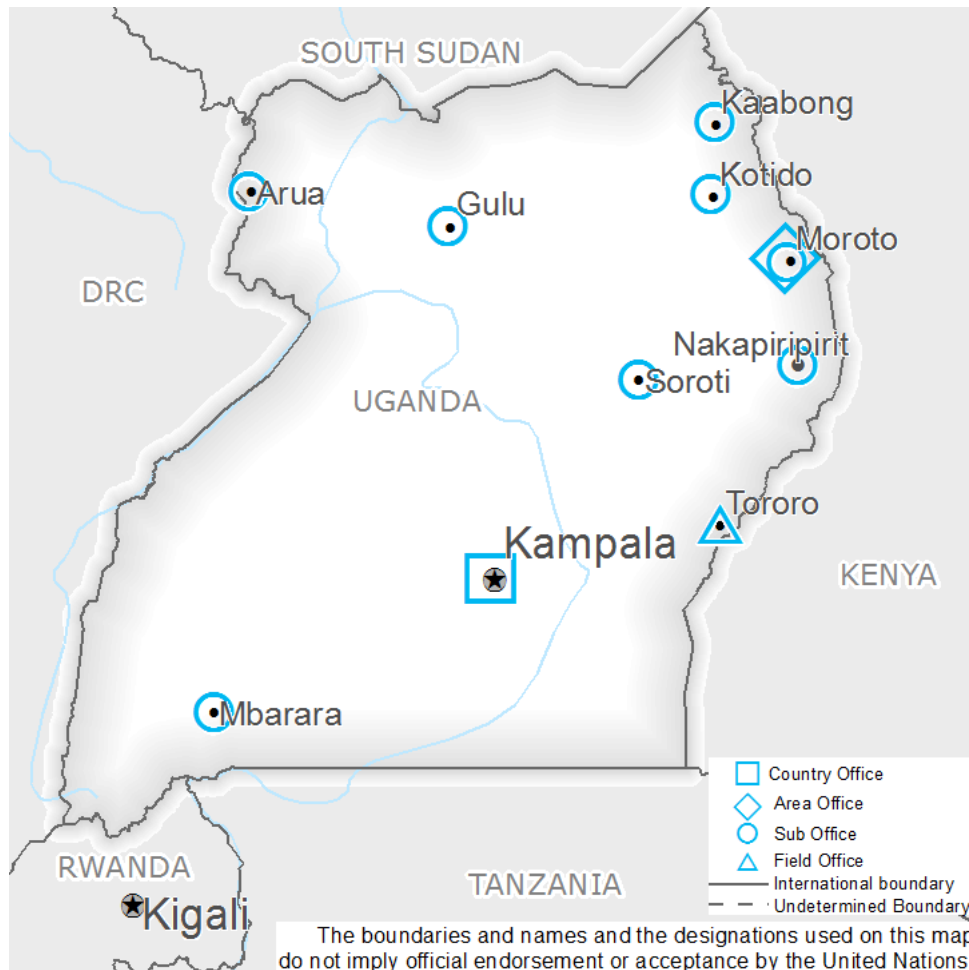 SOUTH SUDAN
Kaabong
Kotido
Arua
Gulu
Moroto
DRC
Nakapiripirit
Soroti
UGANDA
Tororo
Kampala
KENYA
Mbarara
Country Office
Area Office
Sub Office
Field Office
International boundary
Undetermined Boundary
RWANDA
TANZANIA
Kigali
The boundaries and names and the designations used on this map
do not imply official endorsement or acceptance by the United Nations